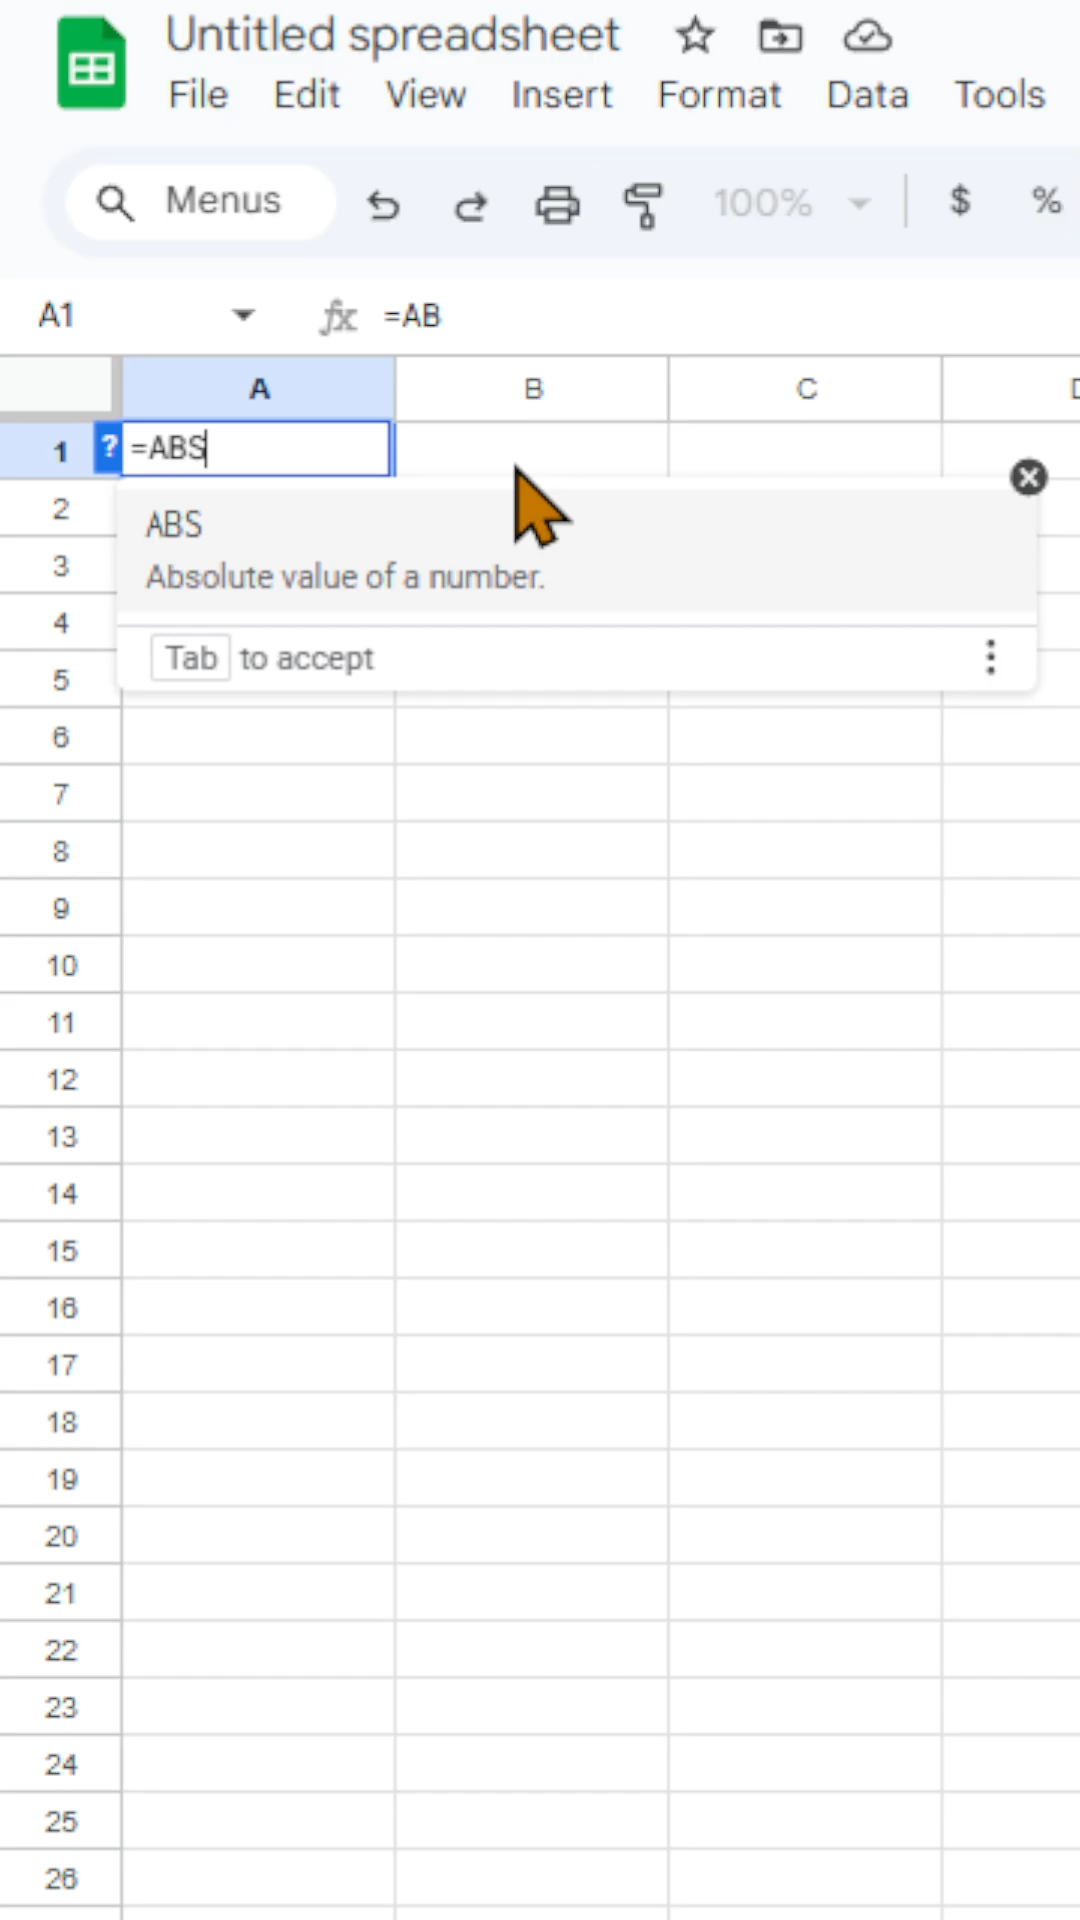 Untitled spreadsheet
File Edit View Insert Format Data Tools
Menus 100% $ %
A1 fx =AB
A B C
1 ? =ABS
2
ABS
3
Absolute value of a number.
4
Tab to accept
5
6
7
8
9
10
11
12
13
14
15
16
17
18
19
20
21
22
23
24
25
26